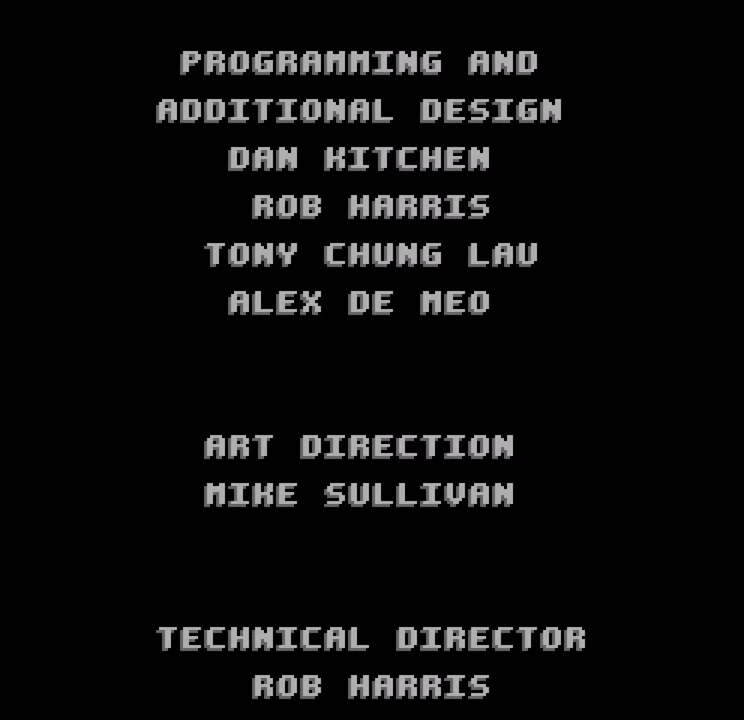 PROGRAMMING AND
ADDITIONAL DESIGN
DAN KITCHEN
ROB HARRIS
TONY CHUNG LAU
ALEX DE MEO
ART DIRECTION
MIKE SULLIVAN
TECHNICAL DIRECTOR
ROB HARRIS